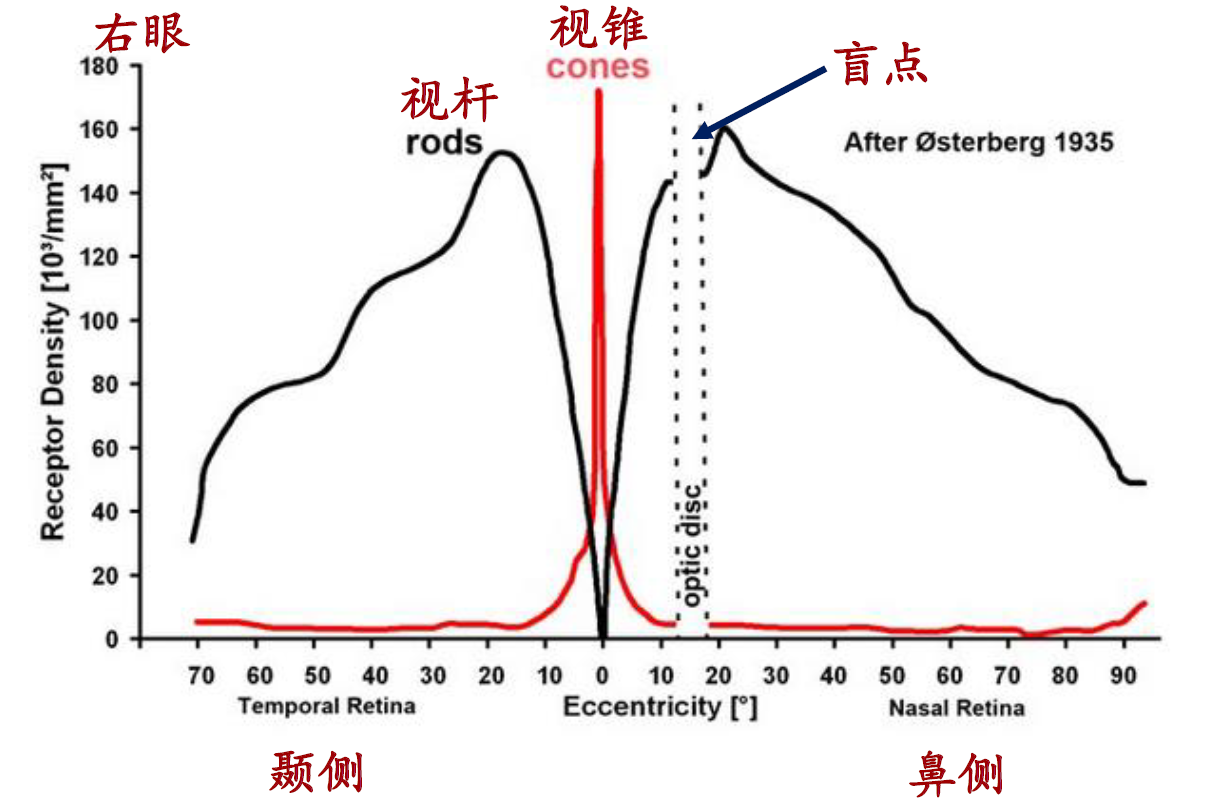 右眼
视锥
cones
盲点
视杆
rods
After Østerberg 1935
Receptor Density [10³/mm²]
180
160
140
120
100
80
60
40
20
0
optic disc
70 60 50 40 30 20 10 0 10 20 30 40 50 60 70 80 90
Temporal Retina
Eccentricity [°]
Nasal Retina
颞侧
鼻侧